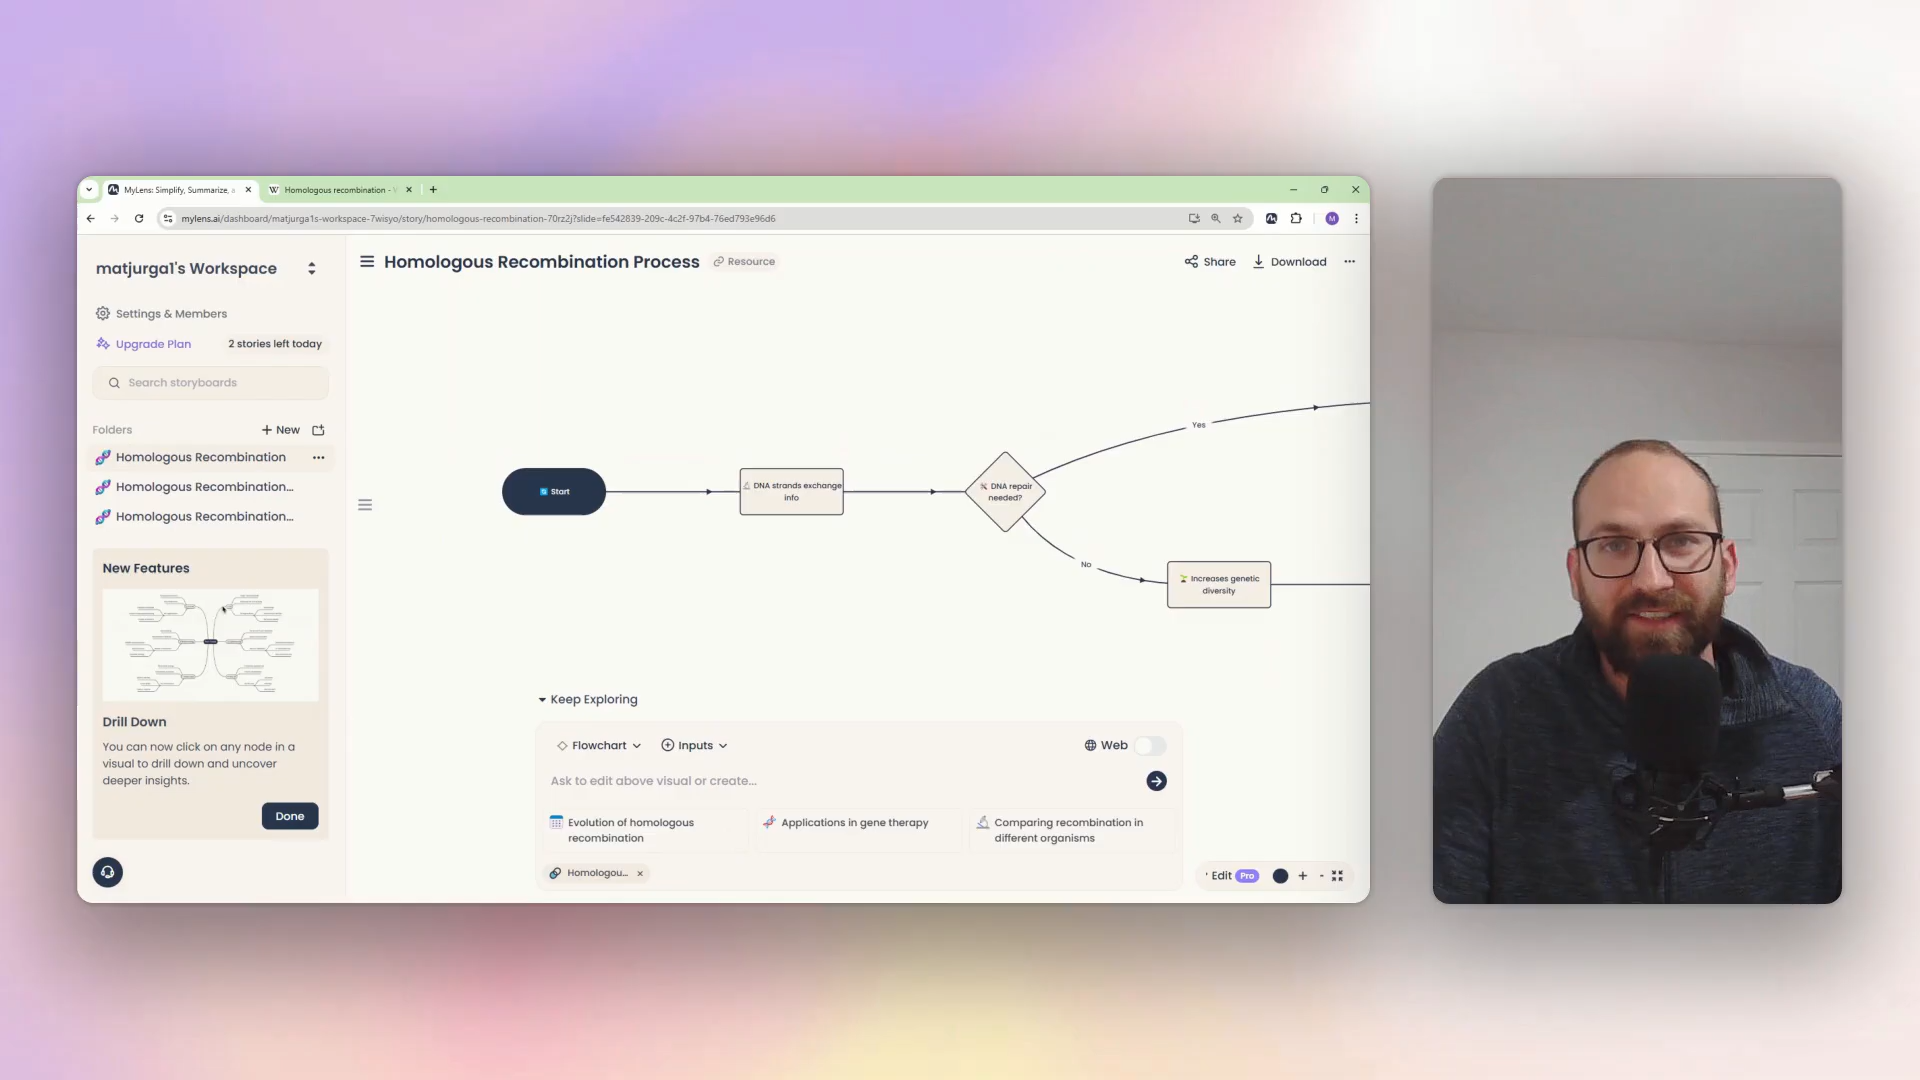 MyLens: Simplify, Summarize, a
Homologous recombination - W
mylens.ai/dashboard/matjurga1s-workspace-7wisyo/story/homologous-recombination-70rz2j?slide=fe542839-209c-4c2f-97b4-76ed793e96d6
M
matjurga1's Workspace
Settings & Members
Upgrade Plan
2 stories left today
Search storyboards
Folders
New
Homologous Recombination
Homologous Recombination...
Homologous Recombination...
New Features
Drill Down
You can now click on any node in a
visual to drill down and uncover
deeper insights.
Done
Homologous Recombination Process
Resource
Share
Download
Start
DNA strands exchange
info
DNA repair
needed?
Yes
No
Increases genetic
diversity
Keep Exploring
Flowchart
Inputs
Web
Ask to edit above visual or create...
Evolution of homologous
recombination
Applications in gene therapy
Comparing recombination in
different organisms
Homologou...
Edit
Pro